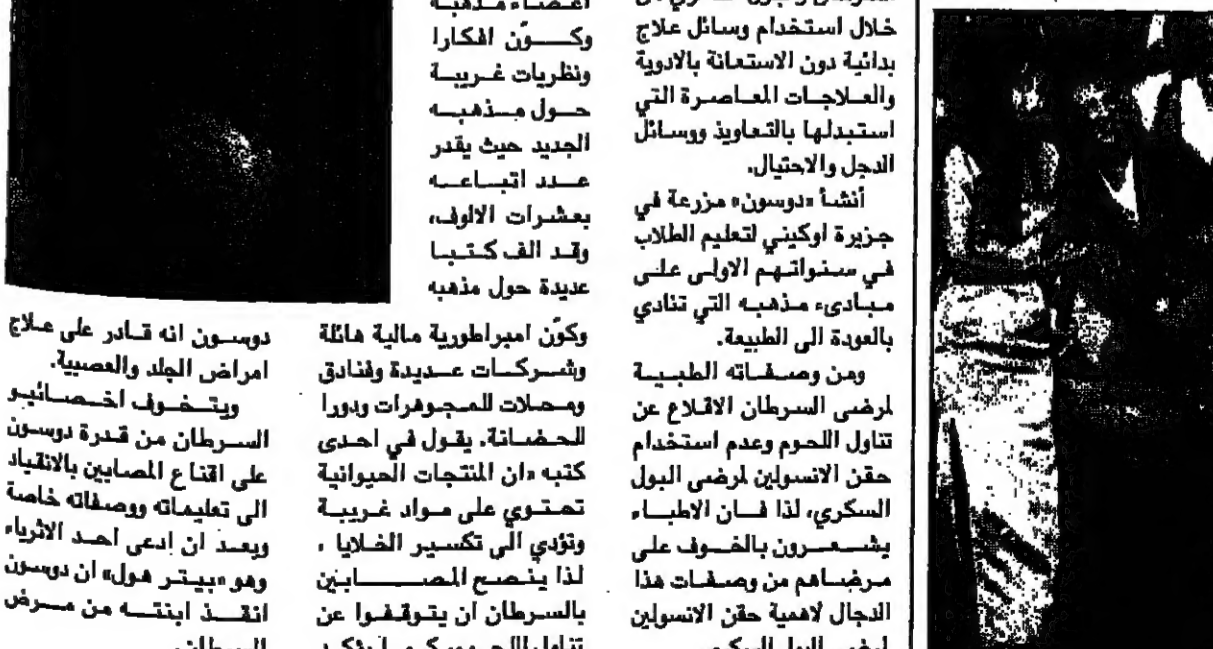 خلال استخدام وسائل علاج
بدائية دون الاستعانة بالادوية
والعلاجات المعاصرة التي
استبدلها بالتعاويذ ووسائل
الدجل والاحتيال.
أنشأ «دوسون» مزرعة في
جزيرة اوكيني لتعليم الطلاب
في سنواتهم الاولى على
مبادىء مذهبه التي تنادي
بالعودة الى الطبيعة.
ومن وصفاته الطبية
لمرضى السرطان الاقلاع عن
تناول اللحوم وعدم استخدام
حقن الانسولين لمرضى البول
السكري، لذا فان الاطباء
يشعرون بالخوف على
مرضاهم من وصفات هذا
الدجال لاهمية حقن الانسولين
لمرضى البول السكري.
اعضاء مذهبه
وكوّن افكارا
ونظريات غريبة
حول مذهبه
الجديد حيث يقدر
عدد اتباعه
بعشرات الالوف،
وقد الف كتبا
عديدة حول مذهبه
وكوّن امبراطورية مالية هائلة
وشركات عديدة وفنادق
ومحلات للمجوهرات ودورا
للحضانة. يقول في احدى
كتبه «ان المنتجات الحيوانية
تحتوي على مواد غريبة
وتؤدي الى تكسير الخلايا .
لذا ينصح المصابين
بالسرطان ان يتوقفوا عن
تناول اللحوم
دوسون انه قادر على علاج
امراض الجلد والعصبية.
ويتخوف اخصائيو
السرطان من قدرة دوسون
على اقناع المصابين بالانقياد
الى تعليماته ووصفاته خاصة
وبعد ان ادعى احد الاثرياء
وهو «بيتر هول» ان دوسون
انقذ ابنته من مرض
السرطان.